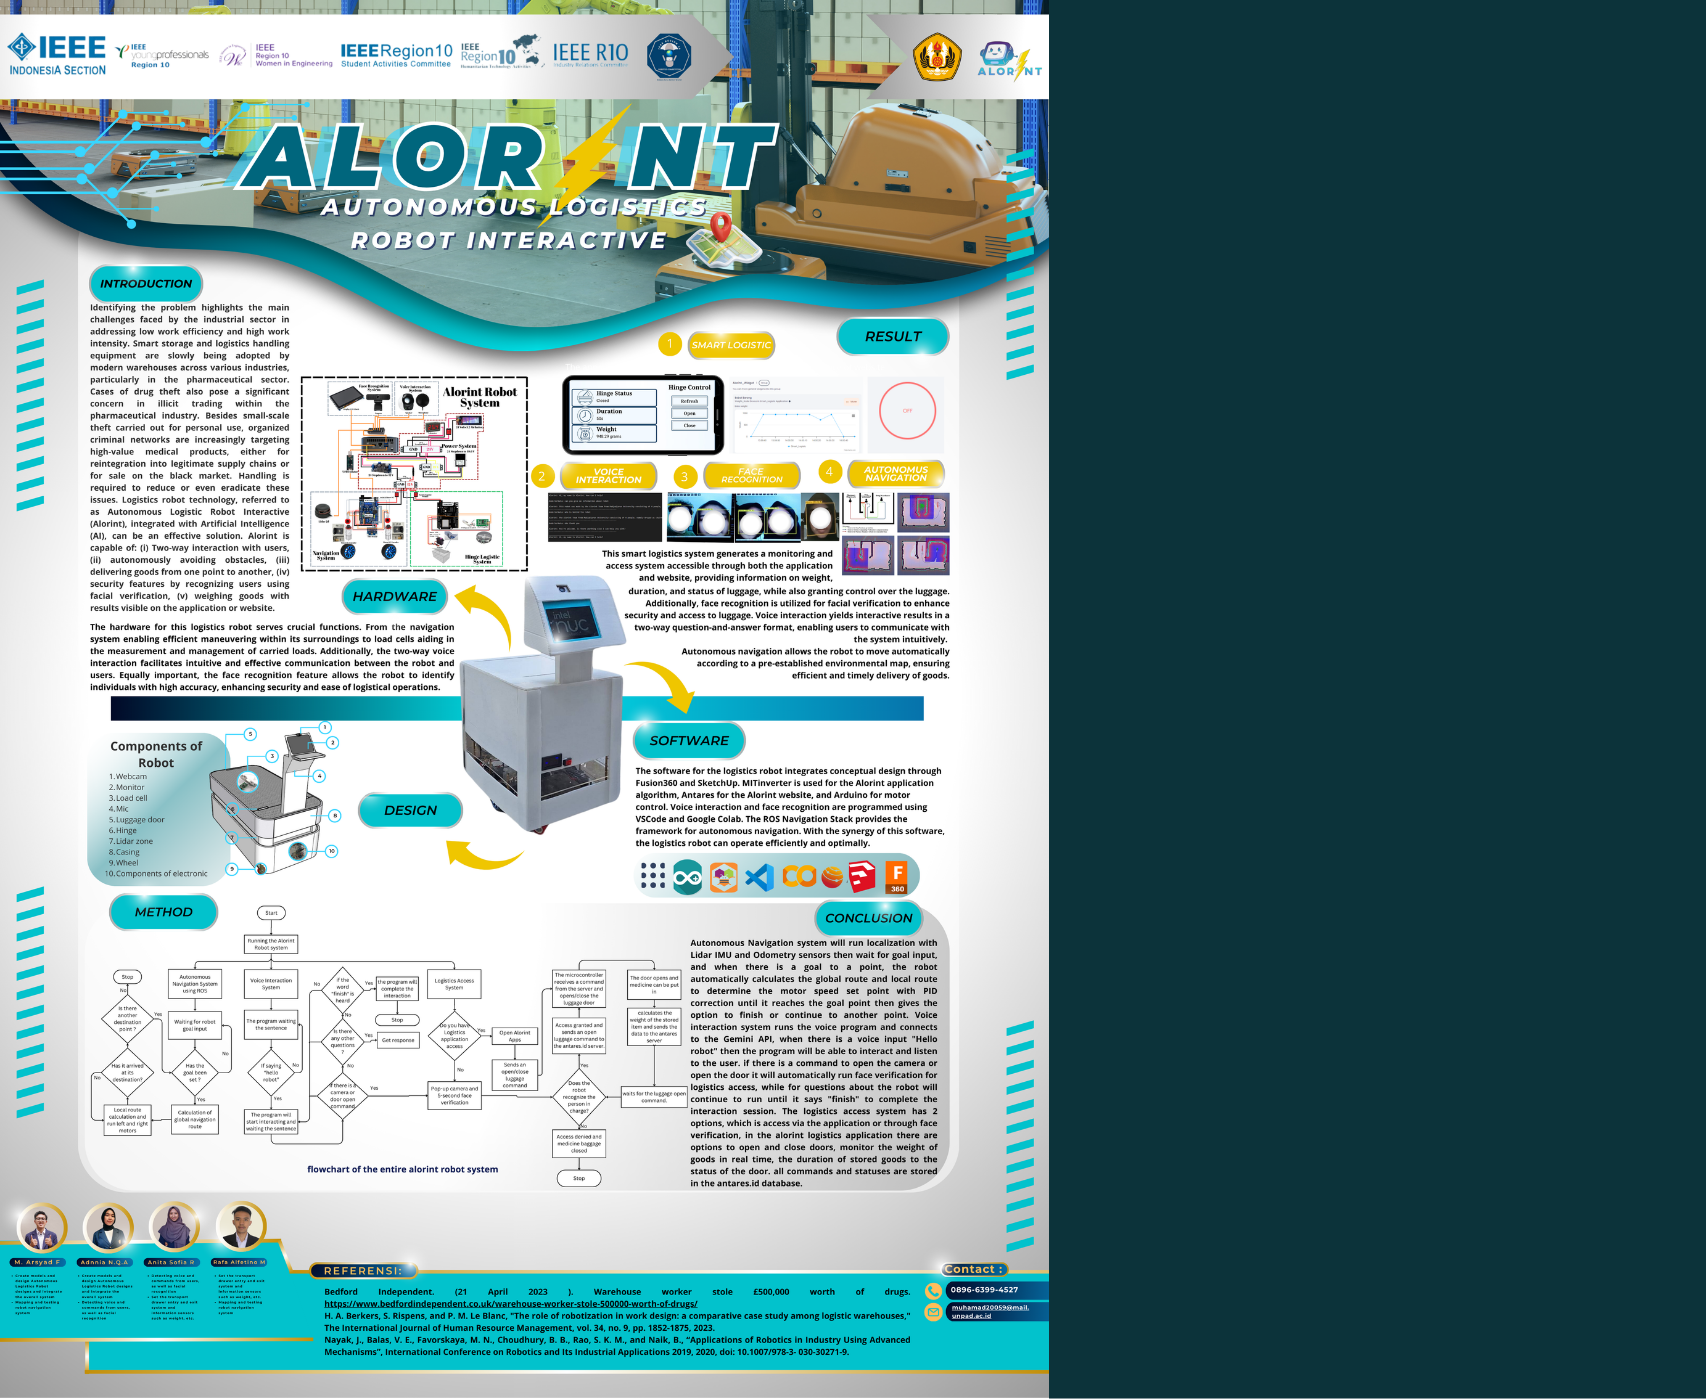 IEEE
INDONESIA SECTION
IEEE
youngprofessionals
Region 10
IEEE
Region 10
Women in Engineering
IEEE Region10
Student Activities Committee
IEEE
Region 10
Humanitarian Technology Activities
IEEE R10
Industry Relations Committee
ALORINT
ALORINT
AUTONOMOUS LOGISTICS
ROBOT INTERACTIVE
INTRODUCTION
Identifying the problem highlights the main
challenges faced by the industrial sector in
addressing low work efficiency and high work
intensity. Smart storage and logistics handling
equipment are slowly being adopted by
modern warehouses across various industries,
particularly in the pharmaceutical sector.
Cases of drug theft also pose a significant
concern in illicit trading within the
pharmaceutical industry. Besides small-scale
theft carried out for personal use, organized
criminal networks are increasingly targeting
high-value medical products, either for
reintegration into legitimate supply chains or
for sale on the black market. Handling is
required to reduce or even eradicate these
issues. Logistics robot technology, referred to
as Autonomous Logistic Robot Interactive
(Alorint), integrated with Artificial Intelligence
(AI), can be an effective solution. Alorint is
capable of: (i) Two-way interaction with users,
(ii) autonomously avoiding obstacles, (iii)
delivering goods from one point to another, (iv)
security features by recognizing users using
facial verification, (v) weighing goods with
results visible on the application or website.
Face Recognition
System
Voice Interaction
System
Alorint Robot
System
Power System
Navigation
System
Hinge Logistic
System
HARDWARE
The hardware for this logistics robot serves crucial functions. From the navigation
system enabling efficient maneuvering within its surroundings to load cells aiding in
the measurement and management of carried loads. Additionally, the two-way voice
interaction facilitates intuitive and effective communication between the robot and
users. Equally important, the face recognition feature allows the robot to identify
individuals with high accuracy, enhancing security and ease of logistical operations.
RESULT
1 SMART LOGISTIC
Hinge Status
Closed
Duration
Weight
Hinge Control
Refresh
Open
Close
OFF
2 VOICE
INTERACTION
3 FACE
RECOGNITION
4 AUTONOMUS
NAVIGATION
This smart logistics system generates a monitoring and
access system accessible through both the application
and website, providing information on weight,
duration, and status of luggage, while also granting control over the luggage.
Additionally, face recognition is utilized for facial verification to enhance
security and access to luggage. Voice interaction yields interactive results in a
two-way question-and-answer format, enabling users to communicate with
the system intuitively.
Autonomous navigation allows the robot to move automatically
according to a pre-established environmental map, ensuring
efficient and timely delivery of goods.
intel
nuc
Components of
Robot
1. Webcam
2. Monitor
3. Load cell
4. Mic
5. Luggage door
6. Hinge
7. Lidar zone
8. Casing
9. Wheel
10. Components of electronic
1
2
5
3
4
6
8
7
10
9
DESIGN
SOFTWARE
The software for the logistics robot integrates conceptual design through
Fusion360 and SketchUp. MITinverter is used for the Alorint application
algorithm, Antares for the Alorint website, and Arduino for motor
control. Voice interaction and face recognition are programmed using
VSCode and Google Colab. The ROS Navigation Stack provides the
framework for autonomous navigation. With the synergy of this software,
the logistics robot can operate efficiently and optimally.
F
360
METHOD
Start
Running the Alorint
Robot system
Stop
No
Is there
another
destination
point ?
Yes
Has it arrived
at its
destination?
No
Local route
calculation and
run left and right
motors
Autonomous
Navigation System
using ROS
Waiting for robot
goal input
No
Has the
goal been
set ?
Yes
Calculation of
global navigation
route
Voice Interaction
System
The program waiting
the sentence
No
If saying
"hello
robot"
Yes
The program will
start interacting and
waiting the sentence
No
if the
word
"finish" is
heard
Yes
the program will
complete the
interaction
Stop
No
Is there
any other
questions
?
Yes
Get response
Yes
If there is a
camera or
door open
command
Yes
Logistics Access
System
Do you have
Logistics
application
access
Yes
Open Alorint
Apps
Sends an
open/close
luggage
command
No
Pop-up camera and
5-second face
verification
The microcontroller
receives a command
from the server and
opens/close the
luggage door
Access granted and
sends an open
luggage command to
the antares.id server.
Yes
Does the
robot
recognize the
person in
charge?
No
Access denied and
medicine baggage
closed
Stop
The door opens and
medicine can be put
in
calculates the
weight of the stored
item and sends the
data to the antares
server
waits for the luggage open
command.
flowchart of the entire alorint robot system
CONCLUSION
Autonomous Navigation system will run localization with
Lidar IMU and Odometry sensors then wait for goal input,
and when there is a goal to a point, the robot
automatically calculates the global route and local route
to determine the motor speed set point with PID
correction until it reaches the goal point then gives the
option to finish or continue to another point. Voice
interaction system runs the voice program and connects
to the Gemini API, when there is a voice input "Hello
robot" then the program will be able to interact and listen
to the user. if there is a command to open the camera or
open the door it will automatically run face verification for
logistics access, while for questions about the robot will
continue to run until it says "finish" to complete the
interaction session. The logistics access system has 2
options, which is access via the application or through face
verification, in the alorint logistics application there are
options to open and close doors, monitor the weight of
goods in real time, the duration of stored goods to the
status of the door. all commands and statuses are stored
in the antares.id database.
M. Arsyad F
Adnnia N.Q.A
Anita Sofia R
Rafa Alfetino M
REFERENSI:
Bedford Independent. (21 April 2023 ). Warehouse worker stole £500,000 worth of drugs.
https://www.bedfordindependent.co.uk/warehouse-worker-stole-500000-worth-of-drugs/
H. A. Berkers, S. Rispens, and P. M. Le Blanc, "The role of robotization in work design: a comparative case study among logistic warehouses,"
The International Journal of Human Resource Management, vol. 34, no. 9, pp. 1852-1875, 2023.
Nayak, J., Balas, V. E., Favorskaya, M. N., Choudhury, B. B., Rao, S. K. M., and Naik, B., "Applications of Robotics in Industry Using Advanced
Mechanisms", International Conference on Robotics and Its Industrial Applications 2019, 2020, doi: 10.1007/978-3- 030-30271-9.
Contact :
0896-6399-4527
muhamad20059@mail.
unpad.ac.id